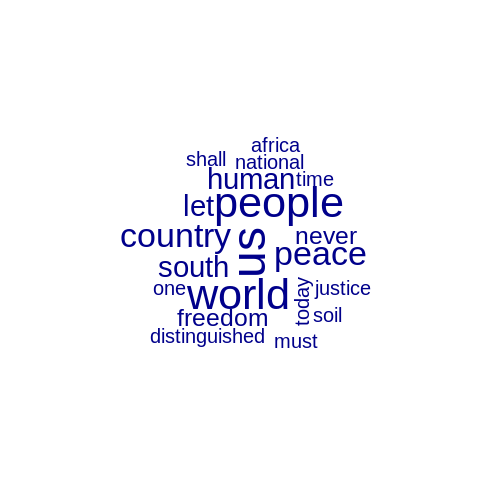 africa
shall
national
human
time
let
people
country
us
never
peace
south
one
world
today
justice
freedom
soil
distinguished
must